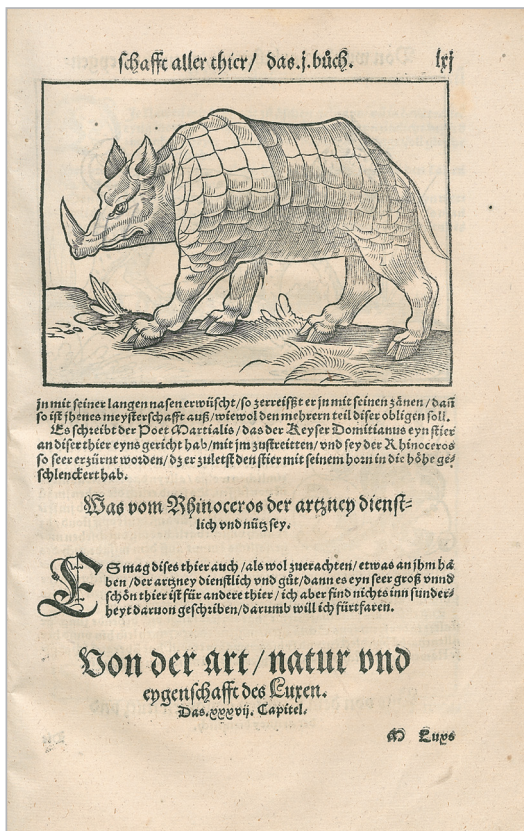 schafft aller thier/ das.j.bůch. lxj
jn mit seiner langen nasen erwüscht/so zerreißt er jn mit seinen zänen/dañ
so ist jhenes meysterschafft auß/wiewol den mehrern teil diser obligen soll.
Es schreibt der Poet Martialis/das der Keyser Domitianus eyn stier
an diser thier eyns gericht hab/mit jm zustreitten/vnd sey der Rhinoceros
so seer erzürnt worden/dz er zuletst den stier mit seinem horn in die höhe ge⸗
schlenckert hab.
Was vom Rhinoceros der artzney dienst⸗
lich vnd nütz sey.
ES mag dises thier auch/als wol zuerachten/etwas an jhm ha
ben/der artzney dienstlich vnd gůt/dann es eyn seer groß vnnd
schön thier ist für andere thier/ich aber find nichts inn sunder⸗
heyt daruon geschriben/darumb will ich fürtfaren.
Von der art/natur vnd
eygenschafft des Luxen.
Das.xxxvij. Capitel.
M Luxs